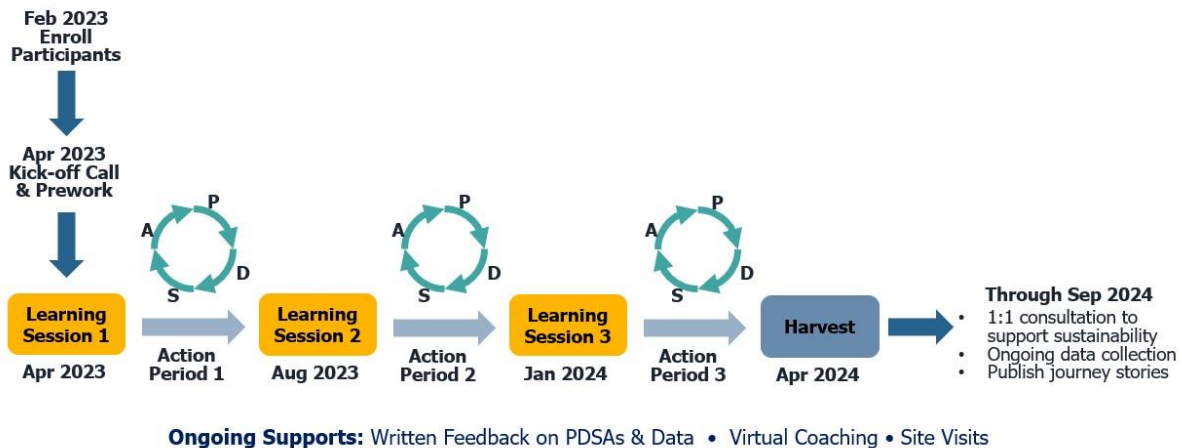 Feb 2023
Enroll
Participants
Apr 2023
Kick-off Call
& Prework
Learning
Session 1
Apr 2023
P
D
S
A
Action
Period 1
Learning
Session 2
Aug 2023
P
D
S
A
Action
Period 2
Learning
Session 3
Jan 2024
P
D
S
A
Action
Period 3
Harvest
Apr 2024
Through Sep 2024
• 1:1 consultation to
support sustainability
• Ongoing data collection
• Publish journey stories
Ongoing Supports: Written Feedback on PDSAs & Data • Virtual Coaching • Site Visits